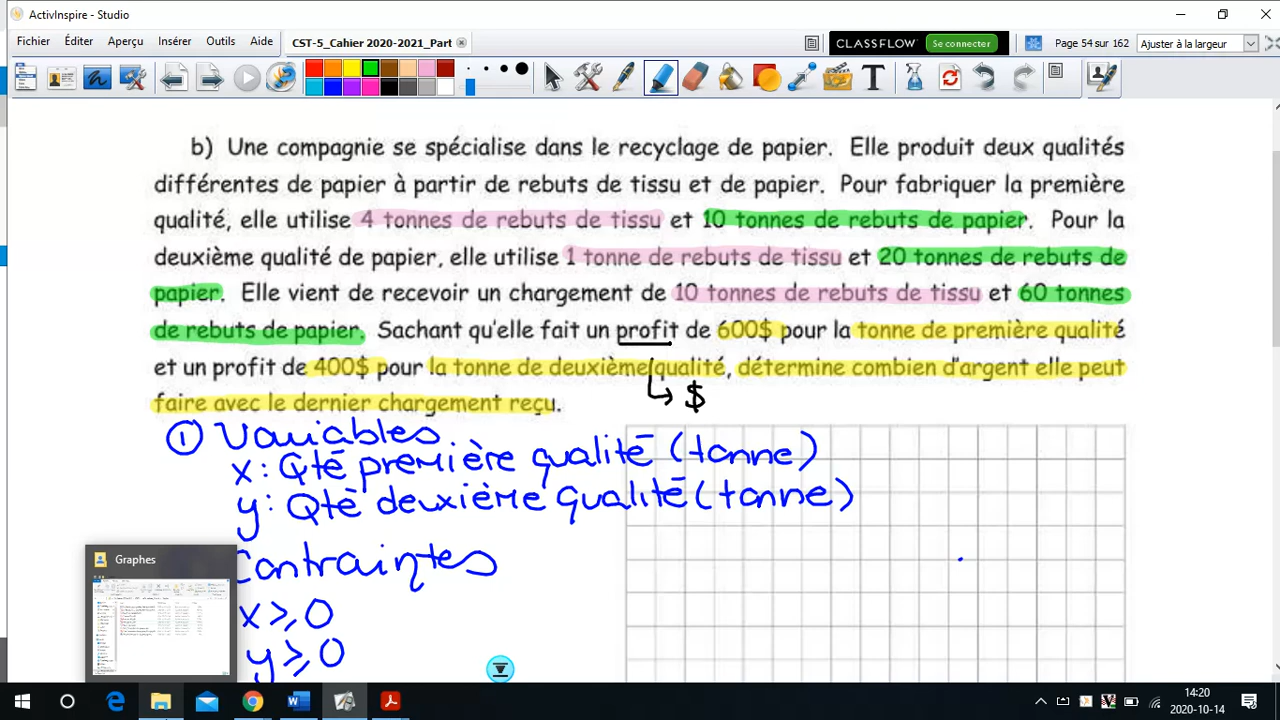 ActivInspire - Studio
Fichier Éditer Aperçu Insérer Outils Aide CST-5_Cahier 2020-2021_Part CLASSFLOW Se connecter Page 54 sur 162 Ajuster à la largeur
b) Une compagnie se spécialise dans le recyclage de papier. Elle produit deux qualités
différentes de papier à partir de rebuts de tissu et de papier. Pour fabriquer la première
qualité, elle utilise 4 tonnes de rebuts de tissu et 10 tonnes de rebuts de papier. Pour la
deuxième qualité de papier, elle utilise 1 tonne de rebuts de tissu et 20 tonnes de rebuts de
papier. Elle vient de recevoir un chargement de 10 tonnes de rebuts de tissu et 60 tonnes
de rebuts de papier. Sachant qu'elle fait un profit de 600$ pour la tonne de première qualité
et un profit de 400$ pour la tonne de deuxième qualité, détermine combien d'argent elle peut
↳ $
faire avec le dernier chargement reçu.
① Variables
x: Qté première qualité (tonne)
y: Qté deuxième qualité (tonne)
Graphes
Contraintes
x ≥ 0
y ≥ 0
14:20
2020-10-14